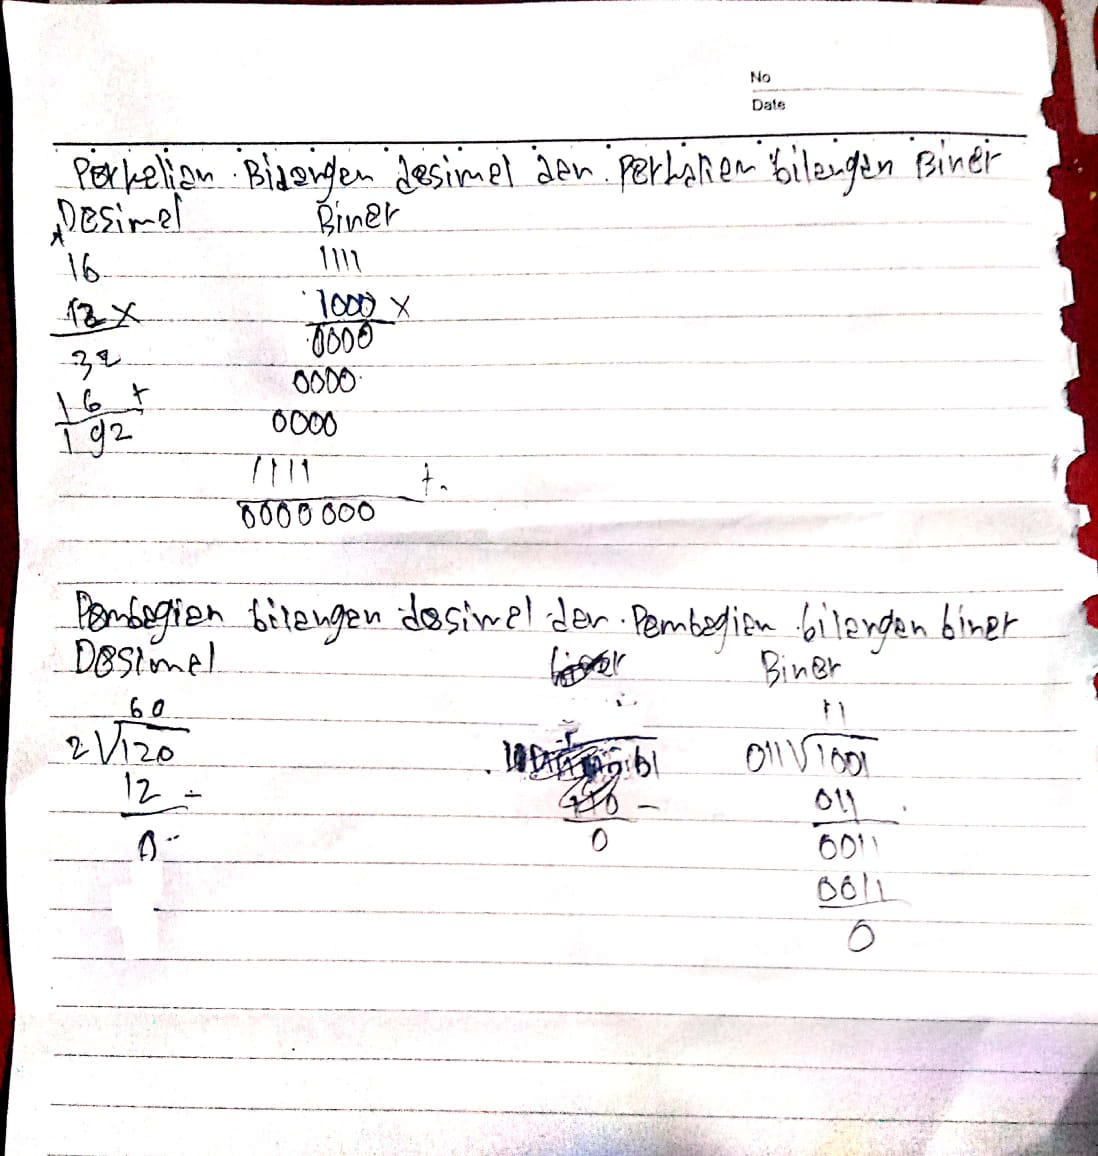 No
Date
Perkalian Bilangan desimal dan Perkalian bilangan Biner
Desimal Biner
16 1111
12 x 1000 x
32 0000
16 + 0000
192 0000
1111 +
0000 000
Pembagian bilangan desimal dan Pembagian bilangan biner
Desimal Biner
60 11
2 √120 011 √1001
12 - 011
0 0011
0011
0